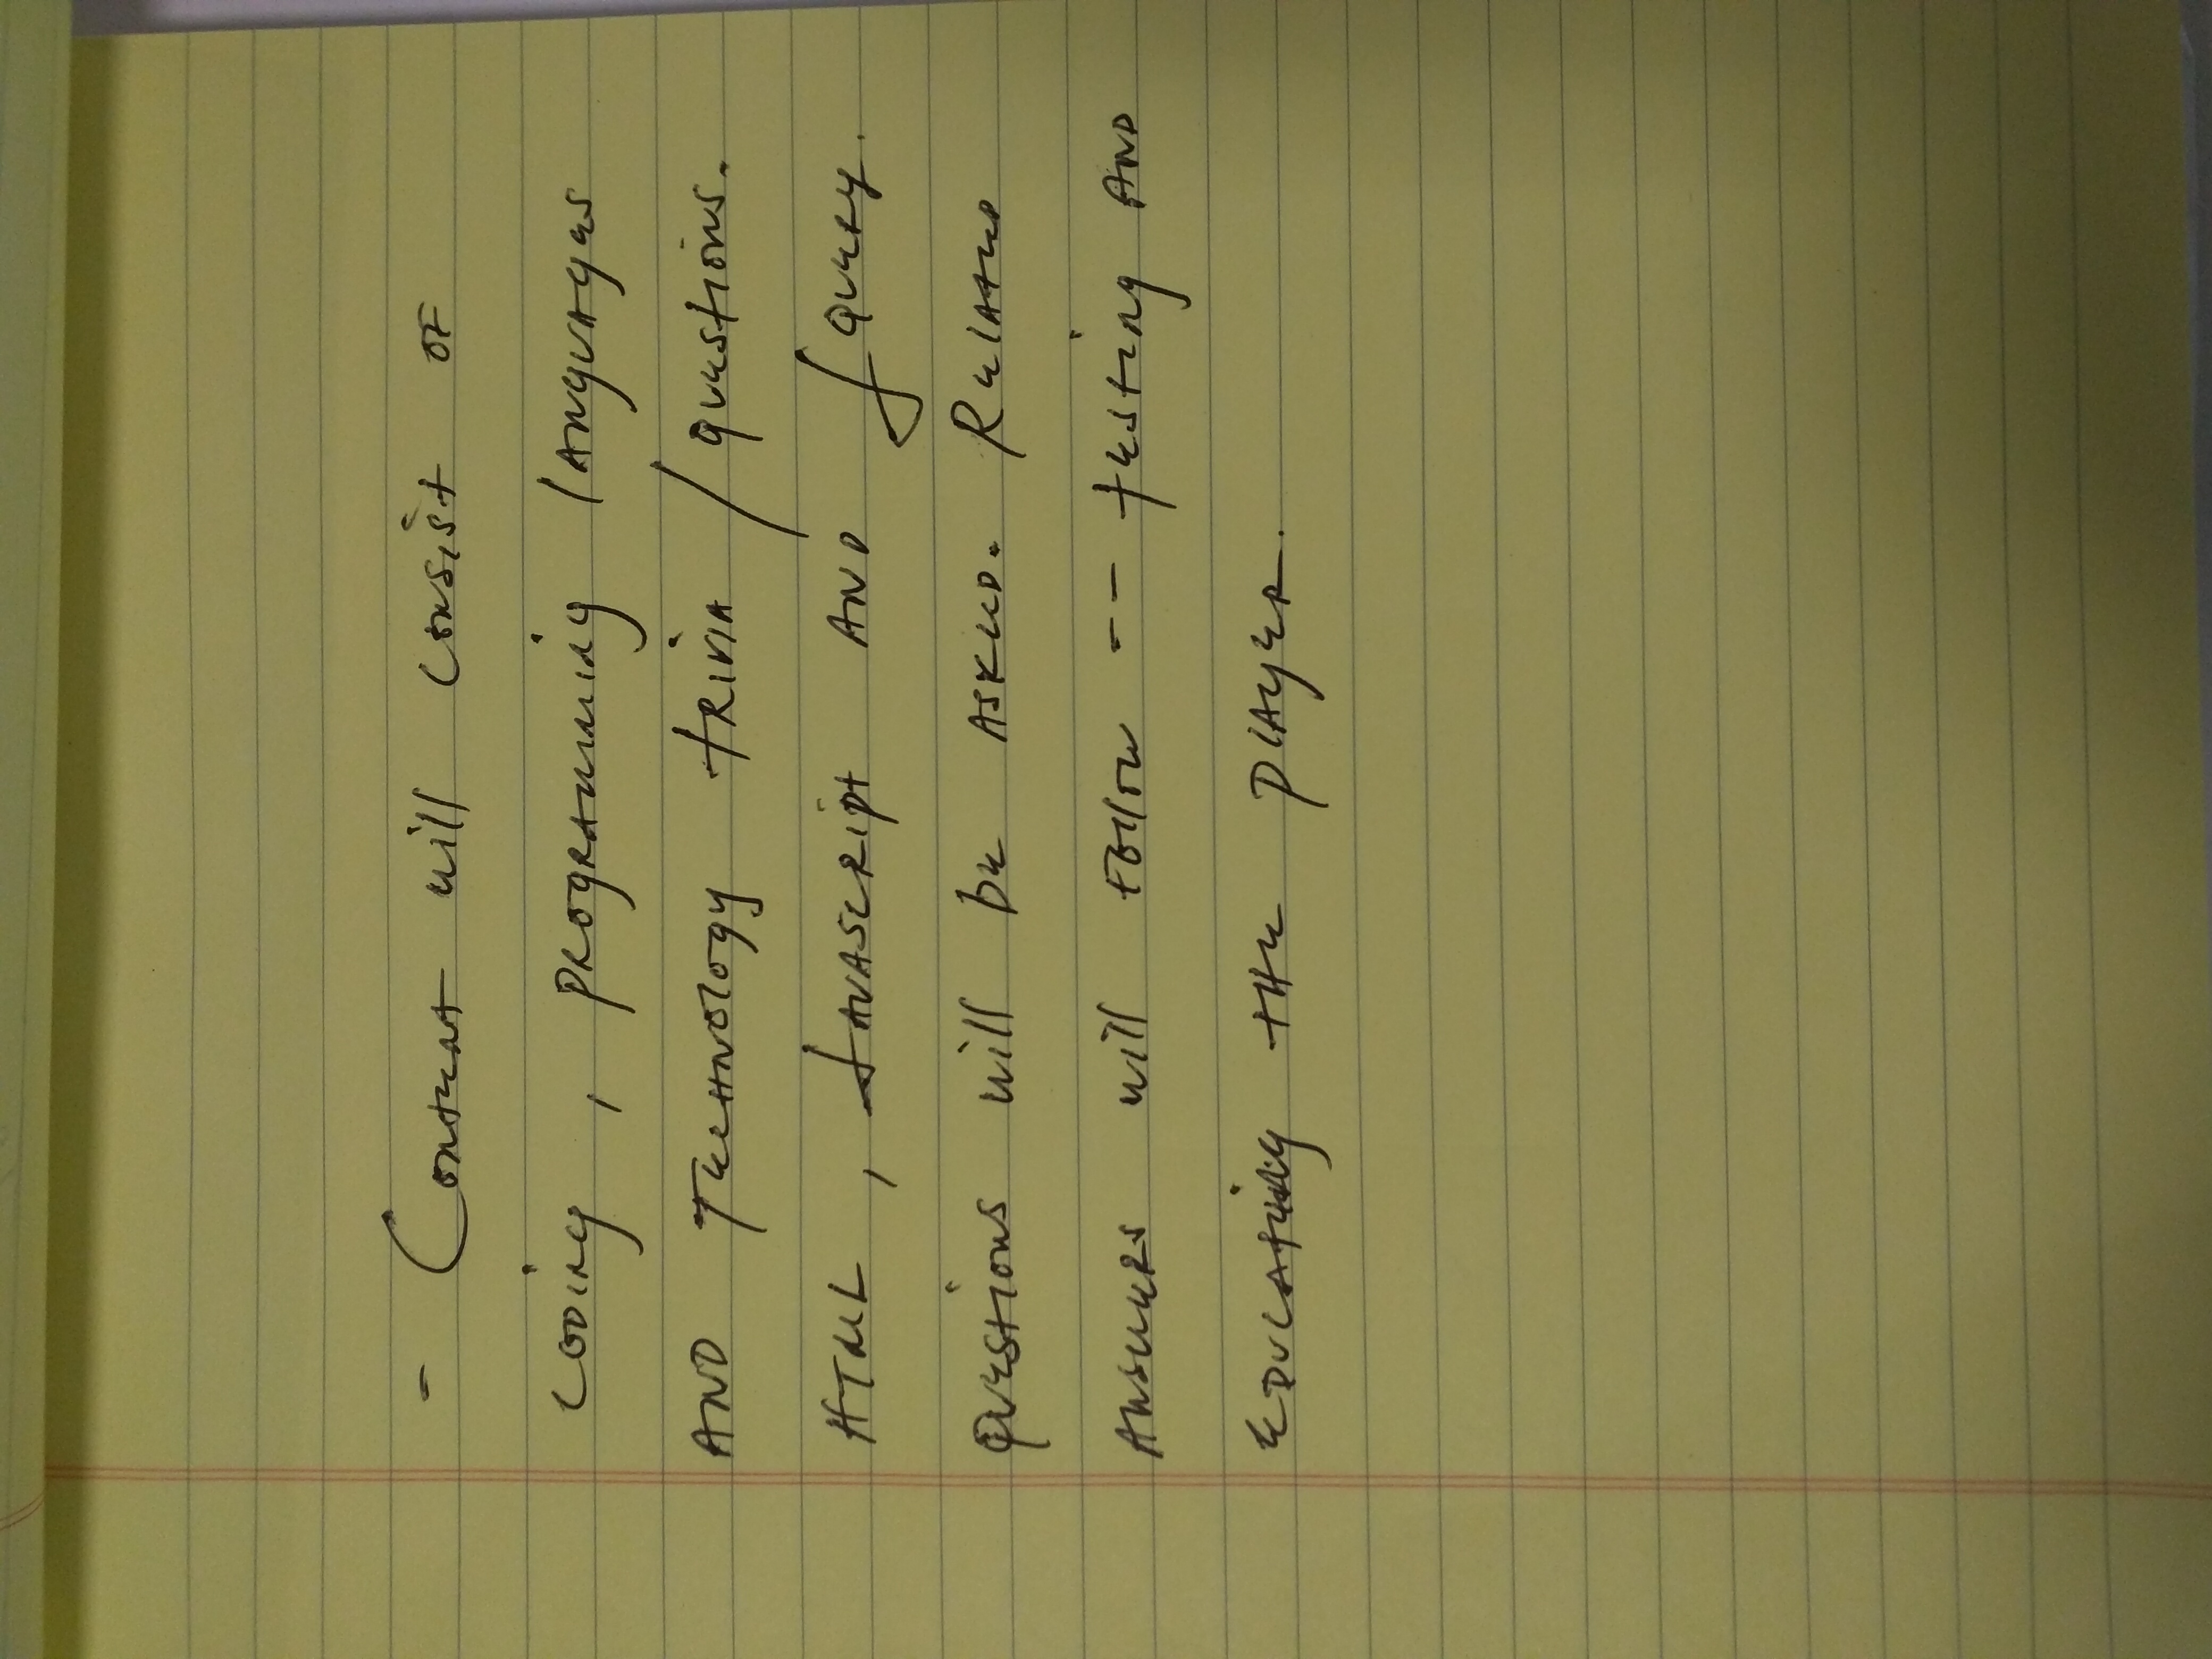 - Content will consist of
coding, programming languages
and Technology trivia / questions.
HTML, Javascript and Jquery.
Questions will be asked. Related
answers will follow -- testing and
educating the player.